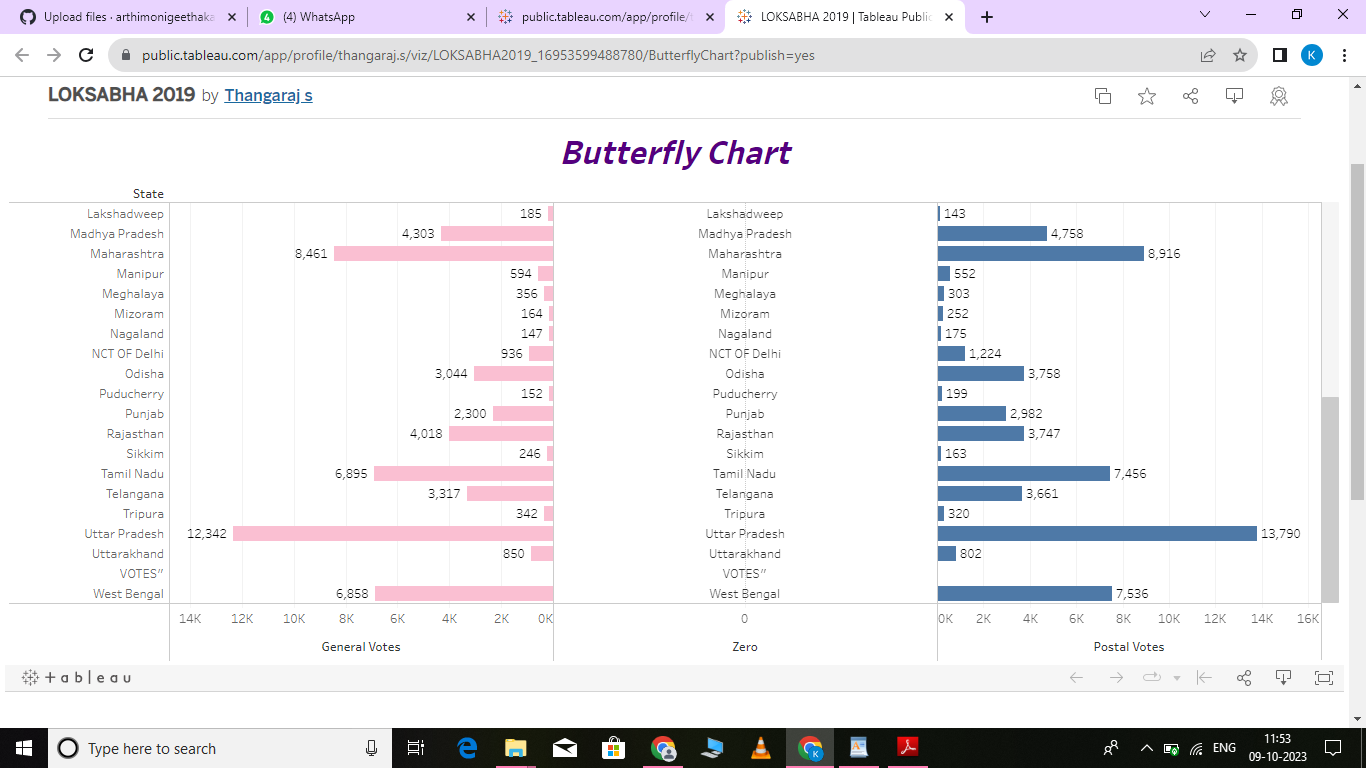 Upload files · arthimonigeethaka
(4) WhatsApp
public.tableau.com/app/profile/t
LOKSABHA 2019 | Tableau Public
public.tableau.com/app/profile/thangaraj.s/viz/LOKSABHA2019_16953599488780/ButterflyChart?publish=yes
K
LOKSABHA 2019 by Thangaraj s
Butterfly Chart
State
Lakshadweep 185 Lakshadweep 143
Madhya Pradesh 4,303 Madhya Pradesh 4,758
Maharashtra 8,461 Maharashtra 8,916
Manipur 594 Manipur 552
Meghalaya 356 Meghalaya 303
Mizoram 164 Mizoram 252
Nagaland 147 Nagaland 175
NCT OF Delhi 936 NCT OF Delhi 1,224
Odisha 3,044 Odisha 3,758
Puducherry 152 Puducherry 199
Punjab 2,300 Punjab 2,982
Rajasthan 4,018 Rajasthan 3,747
Sikkim 246 Sikkim 163
Tamil Nadu 6,895 Tamil Nadu 7,456
Telangana 3,317 Telangana 3,661
Tripura 342 Tripura 320
Uttar Pradesh 12,342 Uttar Pradesh 13,790
Uttarakhand 850 Uttarakhand 802
VOTES" VOTES"
West Bengal 6,858 West Bengal 7,536
14K 12K 10K 8K 6K 4K 2K 0K 0 0K 2K 4K 6K 8K 10K 12K 14K 16K
General Votes Zero Postal Votes
+ a b l e a u
Type here to search
ENG
11:53
09-10-2023